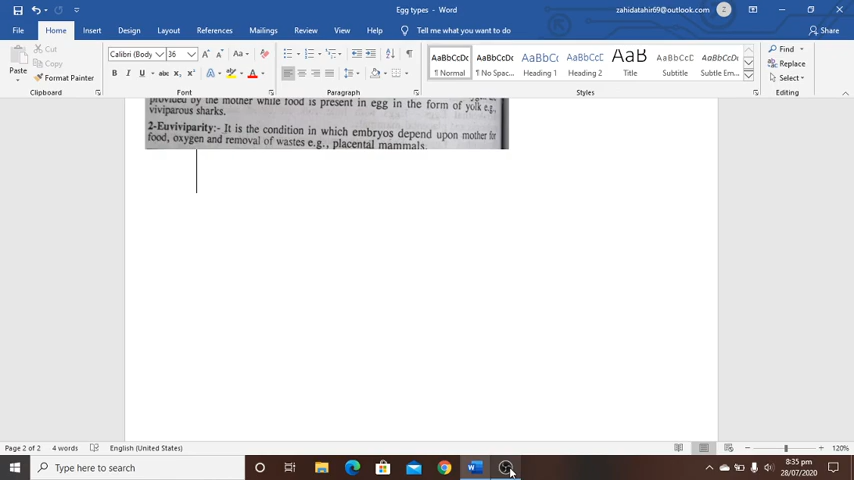 Egg types - Word
zahidatahir69@outlook.com
Z
File Home Insert Design Layout References Mailings Review View Help Tell me what you want to do Share
Paste
Cut
Copy
Format Painter
Clipboard
Calibri (Body) 36
Font
Paragraph
AaBbCcDc AaBbCcDc AaBbCc AaBbCcC AaB AaBbCcD AaBbCcDc
¶ Normal ¶ No Spac... Heading 1 Heading 2 Title Subtitle Subtle Em...
Styles
Find
Replace
Select
Editing
provided by the mother while food is present in egg in the form of yolk e.g.,
viviparous sharks.
2-Euviviparity:- It is the condition in which embryos depend upon mother for
food, oxygen and removal of wastes e.g., placental mammals.
Page 2 of 2 4 words English (United States) 120%
Type here to search
8:35 pm
28/07/2020